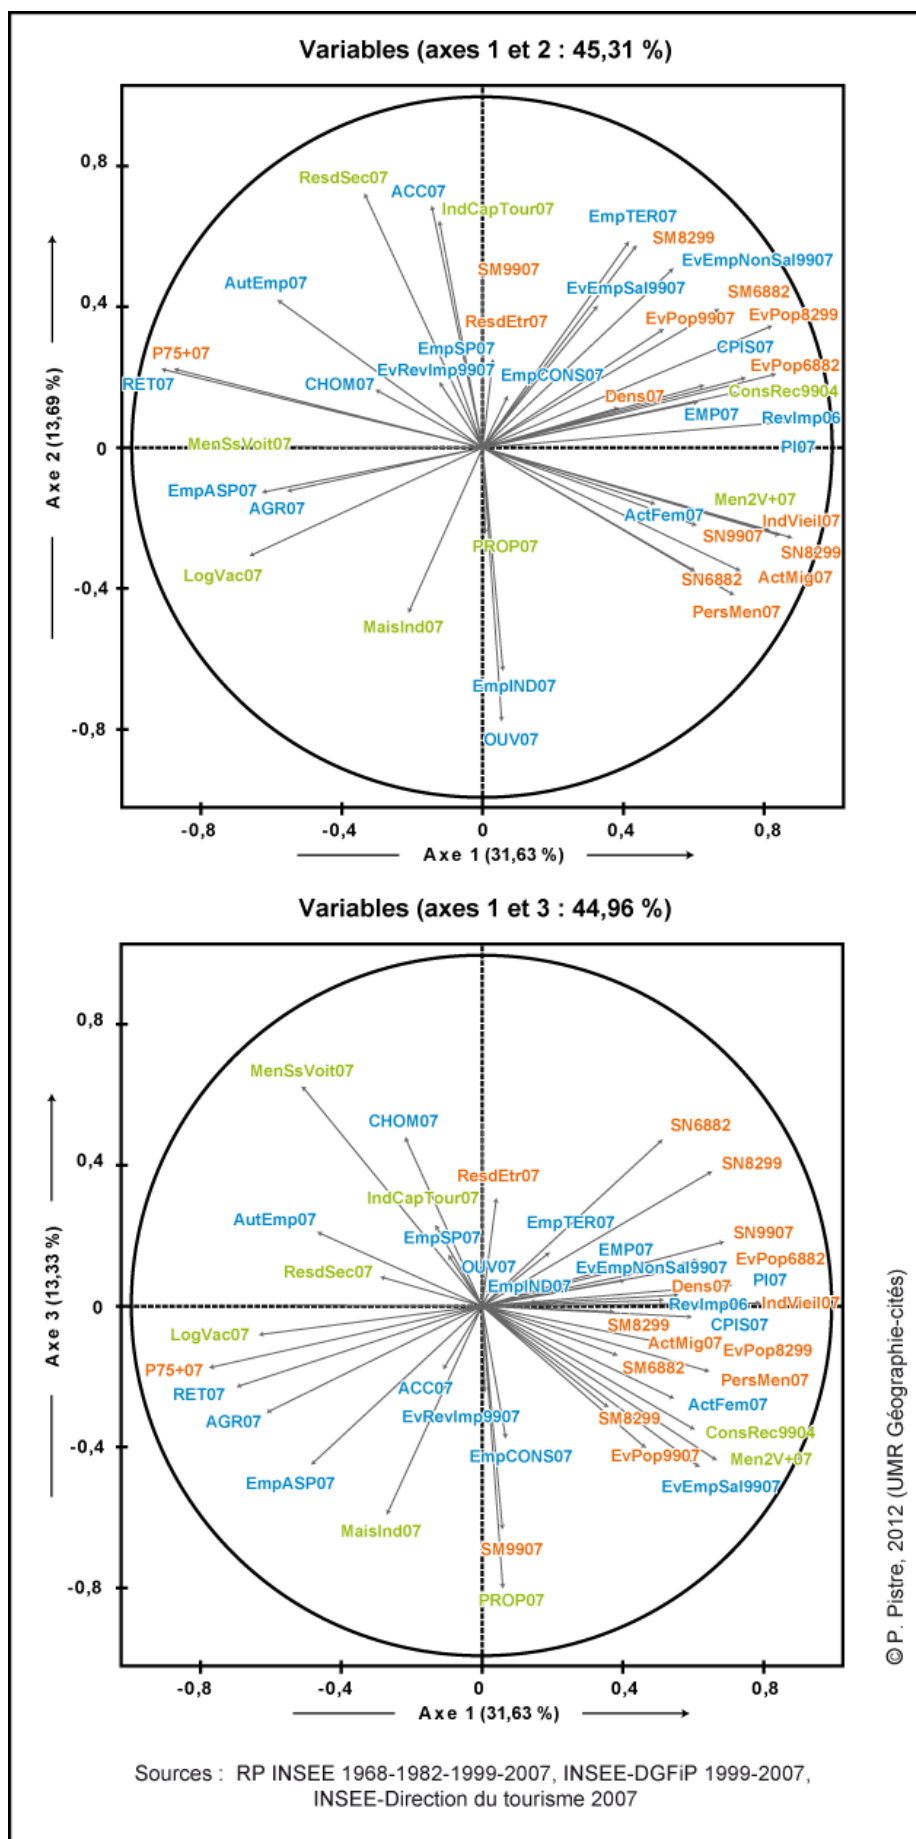 Variables (axes 1 et 2 : 45,31 %)
ResdSec07
ACC07
IndCapTour07
EmpTER07
SM8299
SM9907
EvEmpNonSal9907
AutEmp07
EvEmpSal9907
SM6882
EvPop8299
ResdEtr07
EvPop9907
P75+07
EmpSP07
CPIS07
RET07
CHOM07
EvRevImp9907
EmpCONS07
EvPop6882
Dens07
ConsRec9904
EMP07
RevImp06
MenSsVoit07
PI07
EmpASP07
AGR07
Men2V+07
ActFem07
IndVieil07
SN9907
PROP07
SN8299
LogVac07
SN6882
ActMig07
PersMen07
MaisInd07
EmpIND07
OUV07
0,8
0,4
0
-0,4
-0,8
Axe 2 (13,69 %)
-0,8 -0,4 0 0,4 0,8
Axe 1 (31,63 %)
Variables (axes 1 et 3 : 44,96 %)
MenSsVoit07
CHOM07
SN6882
SN8299
ResdEtr07
IndCapTour07
AutEmp07
EmpTER07
SN9907
EmpSP07
EMP07
EvPop6882
ResdSec07
OUV07
EvEmpNonSal9907
PI07
EmpIND07
Dens07
RevImp06
IndVieil07
LogVac07
SM8299
CPIS07
ActMig07
EvPop8299
P75+07
SM6882
PersMen07
RET07
ACC07
ActFem07
AGR07
EvRevImp9907
SM8299
ConsRec9904
EmpCONS07
EvPop9907
Men2V+07
EmpASP07
EvEmpSal9907
MaisInd07
SM9907
PROP07
0,8
0,4
0
-0,4
-0,8
Axe 3 (13,33 %)
-0,8 -0,4 0 0,4 0,8
Axe 1 (31,63 %)
© P. Pistre, 2012 (UMR Géographie-cités)
Sources : RP INSEE 1968-1982-1999-2007, INSEE-DGFiP 1999-2007,
INSEE-Direction du tourisme 2007